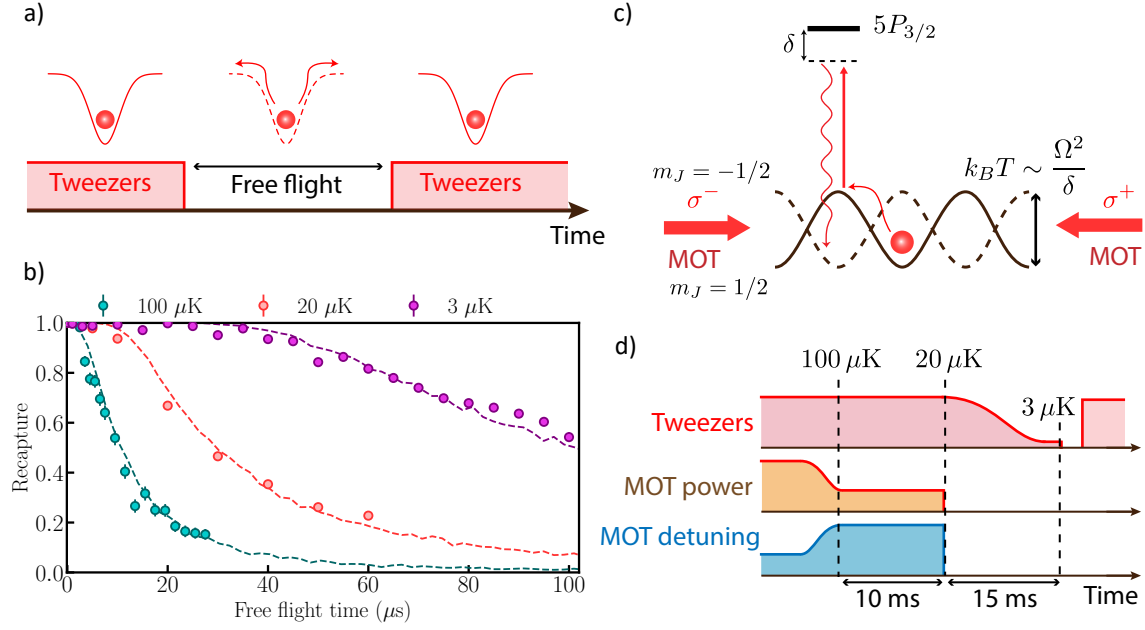 a)
Tweezers
Free flight
Tweezers
Time
b)
100 μK
20 μK
3 μK
1.0
0.8
0.6
0.4
0.2
0.0
Recapture
0
20
40
60
80
100
Free flight time (μs)
c)
δ
5P₃/₂
m_J = −1/2
σ⁻
MOT
m_J = 1/2
k_BT ∼ Ω²/δ
σ⁺
MOT
d)
100 μK
20 μK
3 μK
Tweezers
MOT power
MOT detuning
10 ms
15 ms
Time